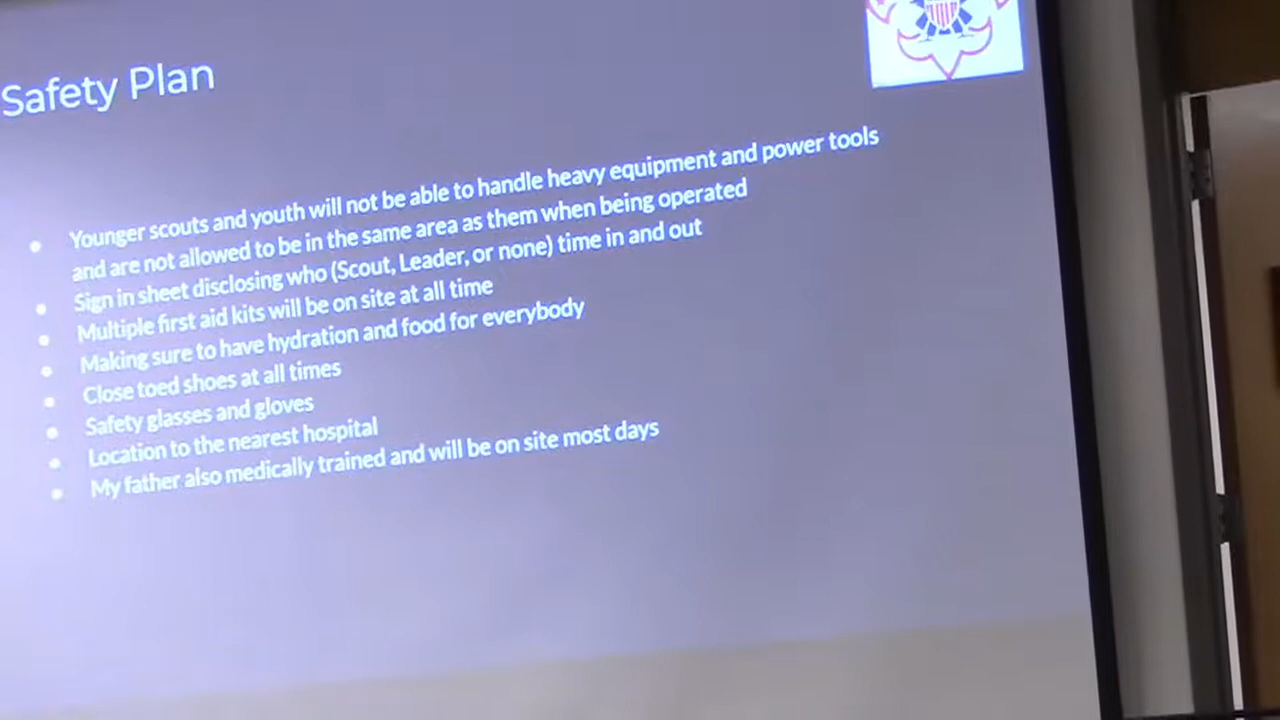 Safety Plan
Younger scouts and youth will not be able to handle heavy equipment and power tools
and are not allowed to be in the same area as them when being operated
Sign in sheet disclosing who (Scout, Leader, or none) time in and out
Multiple first aid kits will be on site at all time
Making sure to have hydration and food for everybody
Close toed shoes at all times
Safety glasses and gloves
Location to the nearest hospital
My father also medically trained and will be on site most days